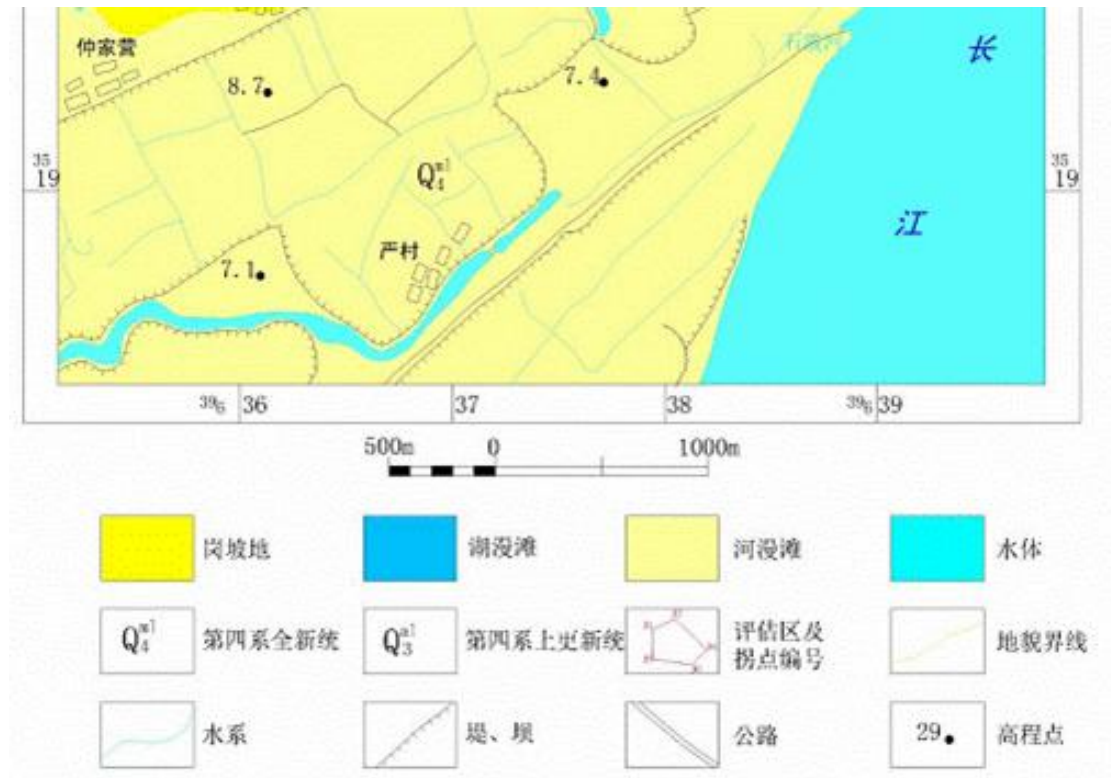 仲家营
长
8.7
7.4
35
19
35
19
Q4
江
严村
7.1
39 6 36
37
38
39 6 39
500m 0 1000m
岗坡地
湖漫滩
河漫滩
水体
Q4 第四系全新统
Q3 第四系上更新统
评估区及
拐点编号
地貌界线
水系
堤、坝
公路
29 高程点